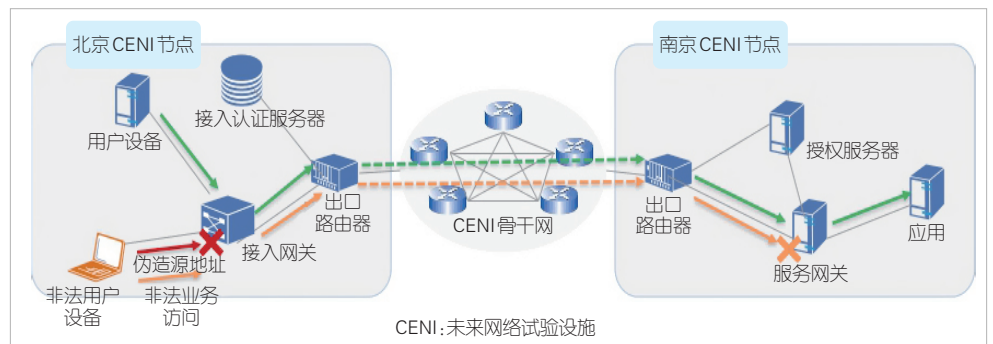 北京CENI节点
南京CENI节点
用户设备
接入认证服务器
授权服务器
出口
路由器
CENI骨干网
出口
路由器
应用
接入网关
服务网关
伪造源地址
非法用户
设备
非法业务
访问
CENI:未来网络试验设施